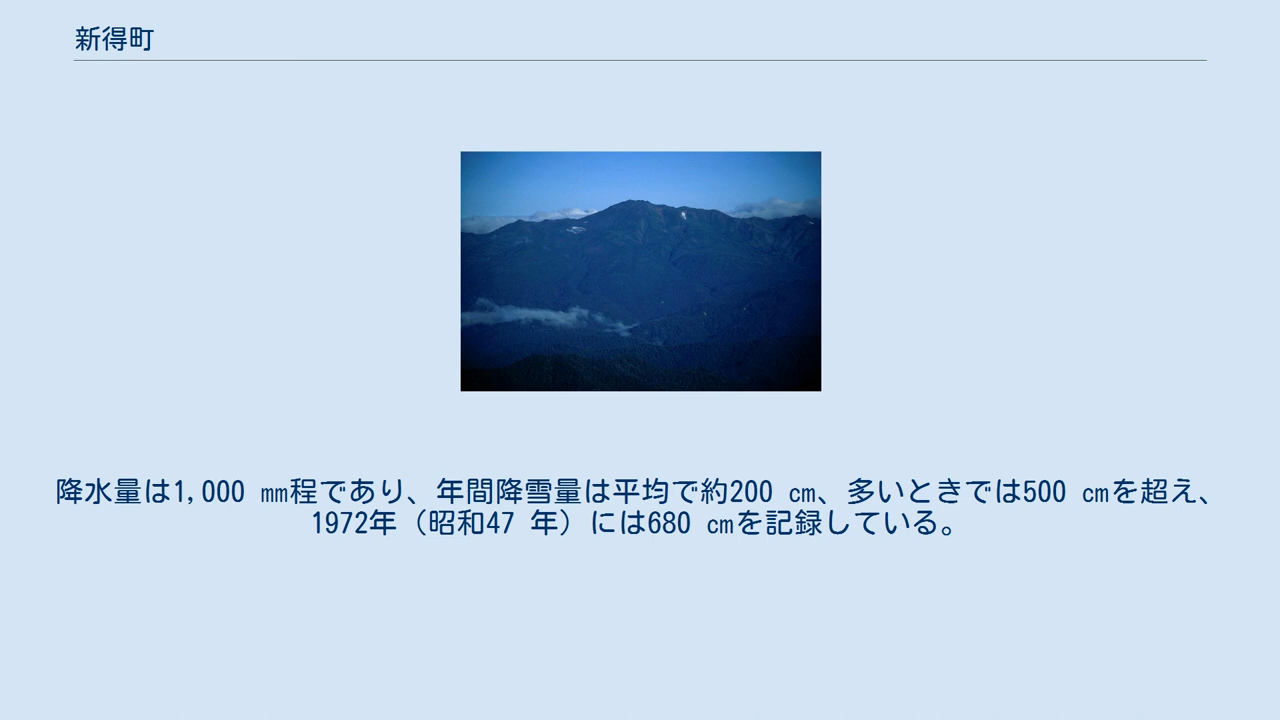 新得町
降水量は1,000 ㎜程であり、年間降雪量は平均で約200 ㎝、多いときでは500 ㎝を超え、
1972年（昭和47 年）には680 ㎝を記録している。